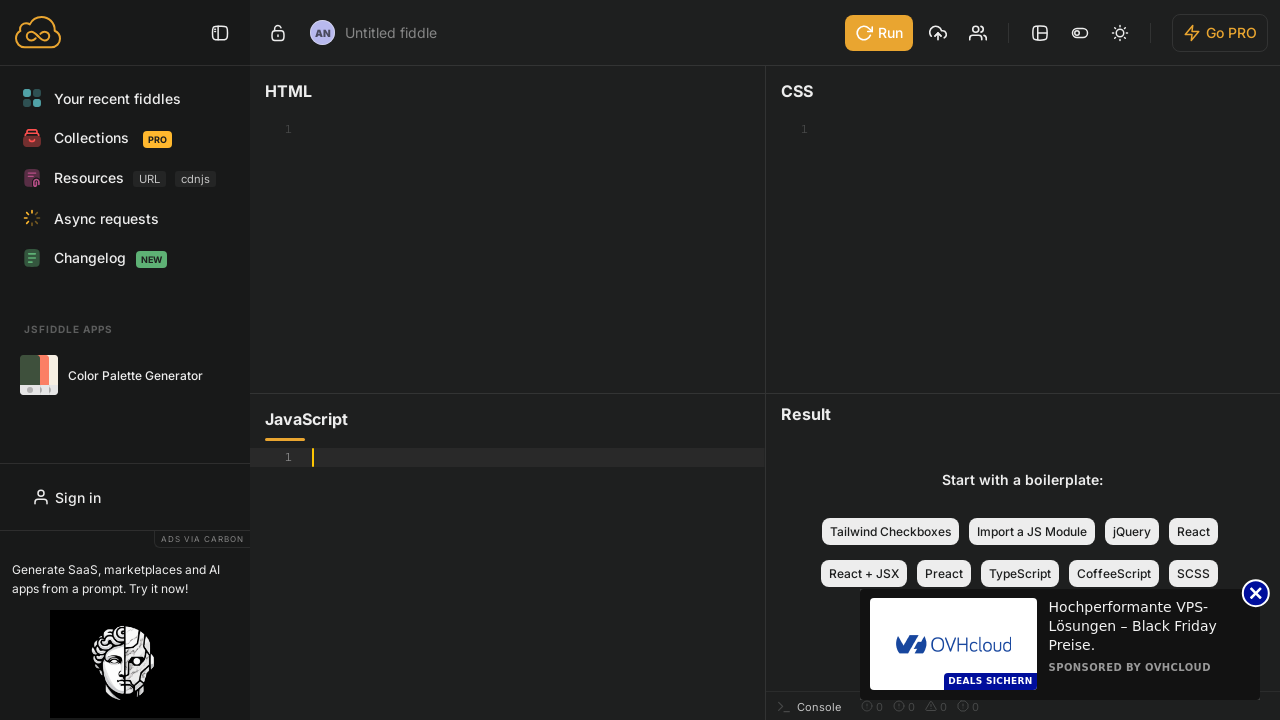 AN
Untitled fiddle
Run
Go PRO
Your recent fiddles
Collections PRO
Resources URL cdnjs
Async requests
Changelog NEW
JSFIDDLE APPS
Color Palette Generator
Sign in
ADS VIA CARBON
Generate SaaS, marketplaces and AI
apps from a prompt. Try it now!
HTML
1
CSS
1
JavaScript
1
Result
Start with a boilerplate:
Tailwind Checkboxes Import a JS Module jQuery React
React + JSX Preact TypeScript CoffeeScript SCSS
OVHcloud
DEALS SICHERN
Hochperformante VPS-
Lösungen – Black Friday
Preise.
SPONSORED BY OVHCLOUD
Console 0 0 0 0